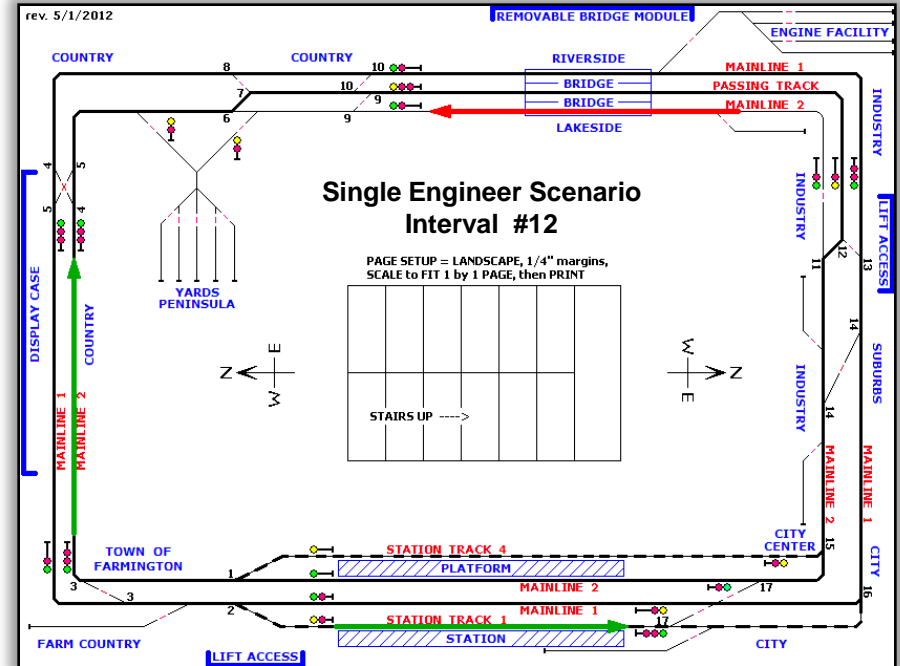 rev. 5/1/2012
REMOVABLE BRIDGE MODULE
ENGINE FACILITY
COUNTRY
COUNTRY
RIVERSIDE
8
10
MAINLINE 1
7
10
BRIDGE
PASSING TRACK
9
BRIDGE
MAINLINE 2
6
9
LAKESIDE
INDUSTRY
4
5
5
4
Single Engineer Scenario
Interval #12
INDUSTRY
LIFT ACCESS
PAGE SETUP = LANDSCAPE, 1/4" margins,
SCALE to FIT 1 by 1 PAGE, then PRINT
12
11
13
YARDS
PENINSULA
DISPLAY CASE
COUNTRY
14
SUBURBS
E
N
W
W
N
E
INDUSTRY
STAIRS UP ---->
14
MAINLINE 1
MAINLINE 2
MAINLINE 2
MAINLINE 1
CITY
CENTER
15
CITY
TOWN OF
FARMINGTON
STATION TRACK 4
PLATFORM
1
MAINLINE 2
17
3
3
2
MAINLINE 1
16
STATION TRACK 1
17
STATION
FARM COUNTRY
CITY
LIFT ACCESS